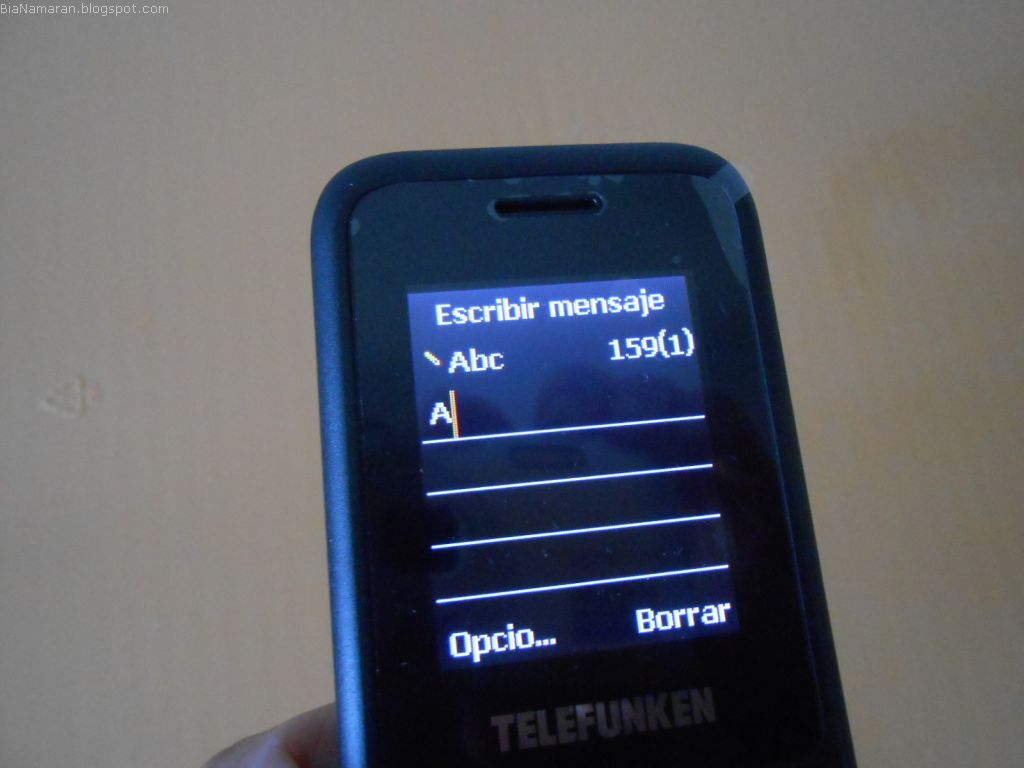 BiaNamaran.blogspot.com
Escribir mensaje
Abc 159(1)
A
Opcio... Borrar
TELEFUNKEN